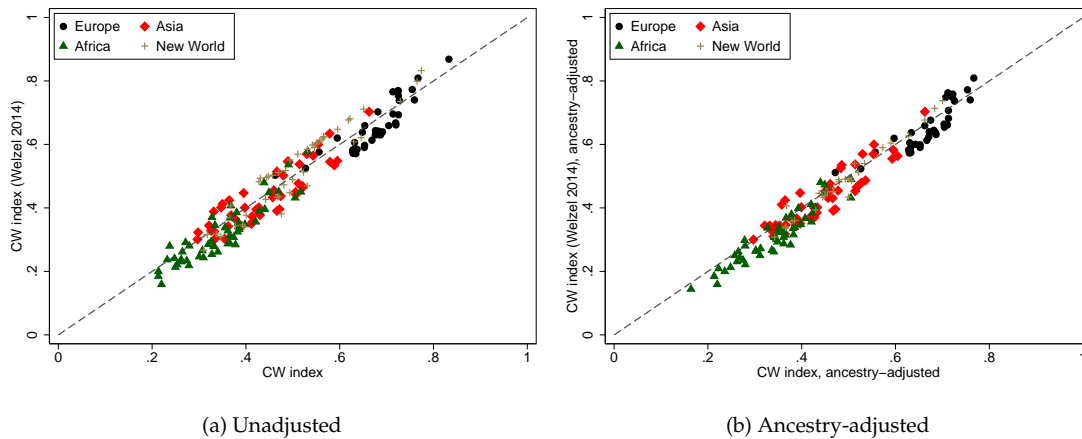 Europe Asia
Africa New World
1
.8
.6
.4
.2
0
CW index (Welzel 2014)
0 .2 .4 .6 .8 1
CW index
(a) Unadjusted
Europe Asia
Africa New World
1
.8
.6
.4
.2
0
CW index (Welzel 2014), ancestry−adjusted
0 .2 .4 .6 .8 1
CW index, ancestry−adjusted
(b) Ancestry-adjusted